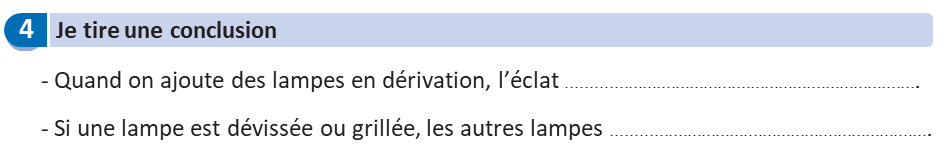 4 Je tire une conclusion
- Quand on ajoute des lampes en dérivation, l’éclat ........................................................................
- Si une lampe est dévissée ou grillée, les autres lampes .................................................................